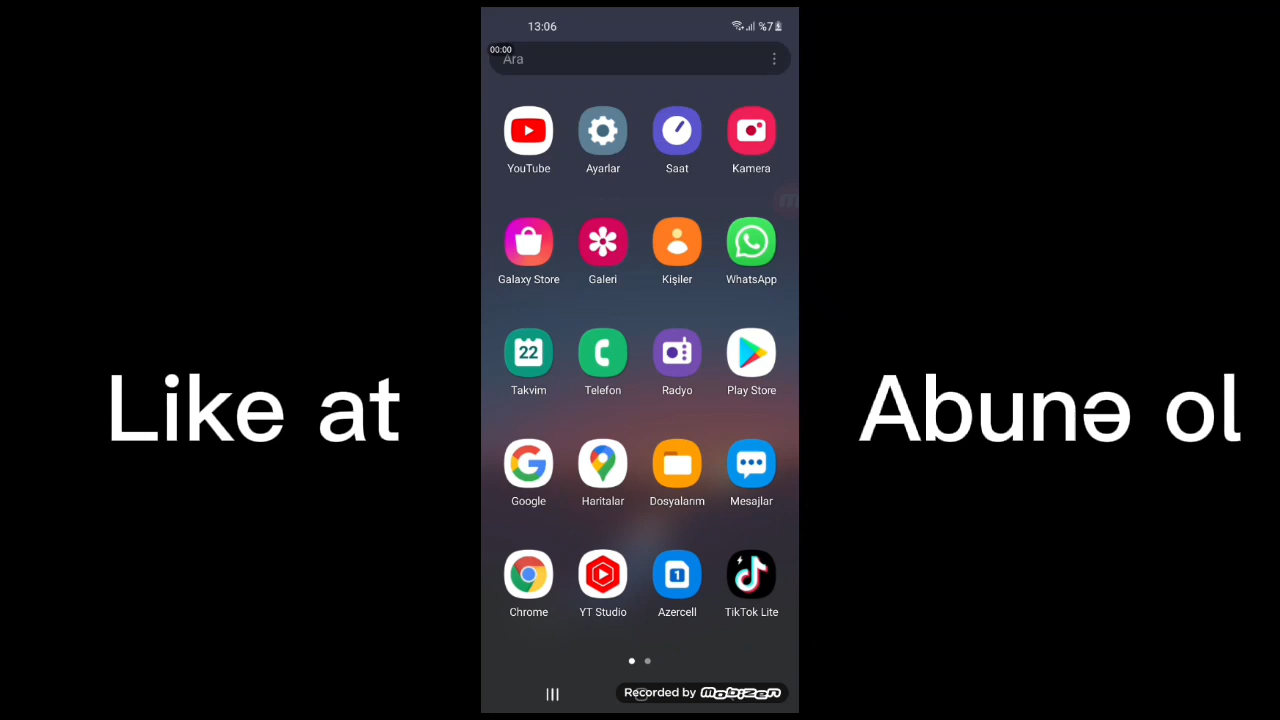 13:06
%7
00:00
Ara
YouTube
Ayarlar
Saat
Kamera
Galaxy Store
Galeri
Kişiler
WhatsApp
22
Takvim
Telefon
Radyo
Play Store
Like at
Abunə ol
Google
Haritalar
Dosyalarım
Mesajlar
1
Chrome
YT Studio
Azercell
TikTok Lite
Recorded by mobizen